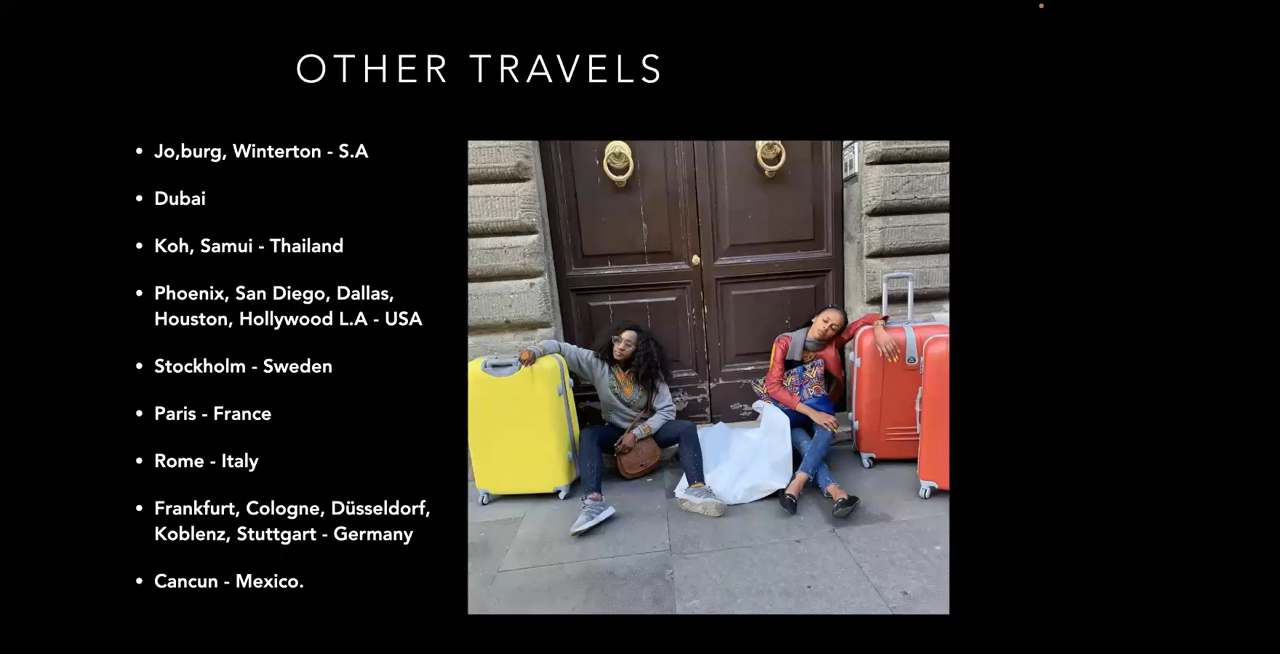 OTHER TRAVELS
• Jo,burg, Winterton - S.A
• Dubai
• Koh, Samui - Thailand
• Phoenix, San Diego, Dallas,
Houston, Hollywood L.A - USA
• Stockholm - Sweden
• Paris - France
• Rome - Italy
• Frankfurt, Cologne, Düsseldorf,
Koblenz, Stuttgart - Germany
• Cancun - Mexico.